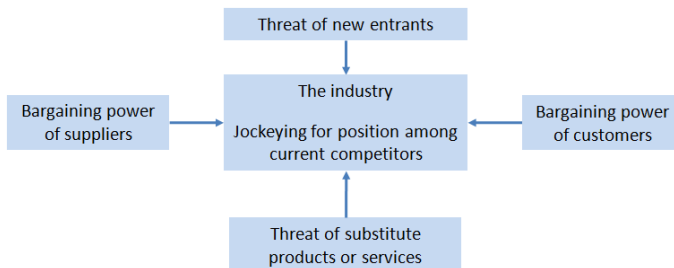 Threat of new entrants
Bargaining power
of suppliers
The industry
Jockeying for position among
current competitors
Bargaining power
of customers
Threat of substitute
products or services